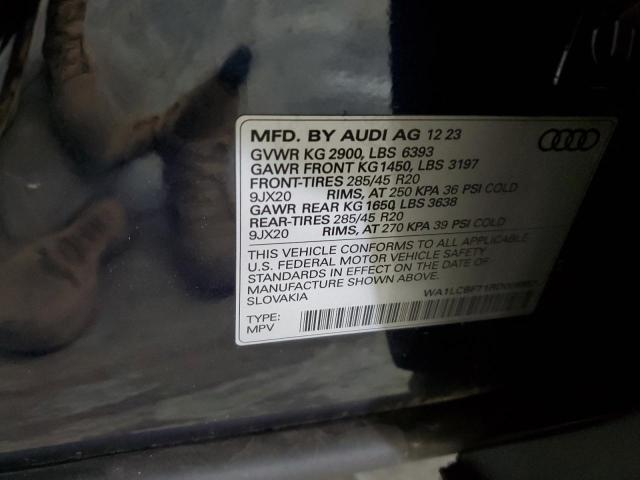 MFD. BY AUDI AG 12 23
GVWR KG 2900, LBS 6393
GAWR FRONT KG1450, LBS 3197
FRONT-TIRES 285/45 R20
9JX20 RIMS, AT 250 KPA 36 PSI COLD
GAWR REAR KG 1650, LBS 3638
REAR-TIRES 285/45 R20
9JX20 RIMS, AT 270 KPA 39 PSI COLD
THIS VEHICLE CONFORMS TO ALL APPLICABLE
U.S. FEDERAL MOTOR VEHICLE SAFETY
STANDARDS IN EFFECT ON THE DATE OF
MANUFACTURE SHOWN ABOVE.
SLOVAKIA
TYPE:
MPV